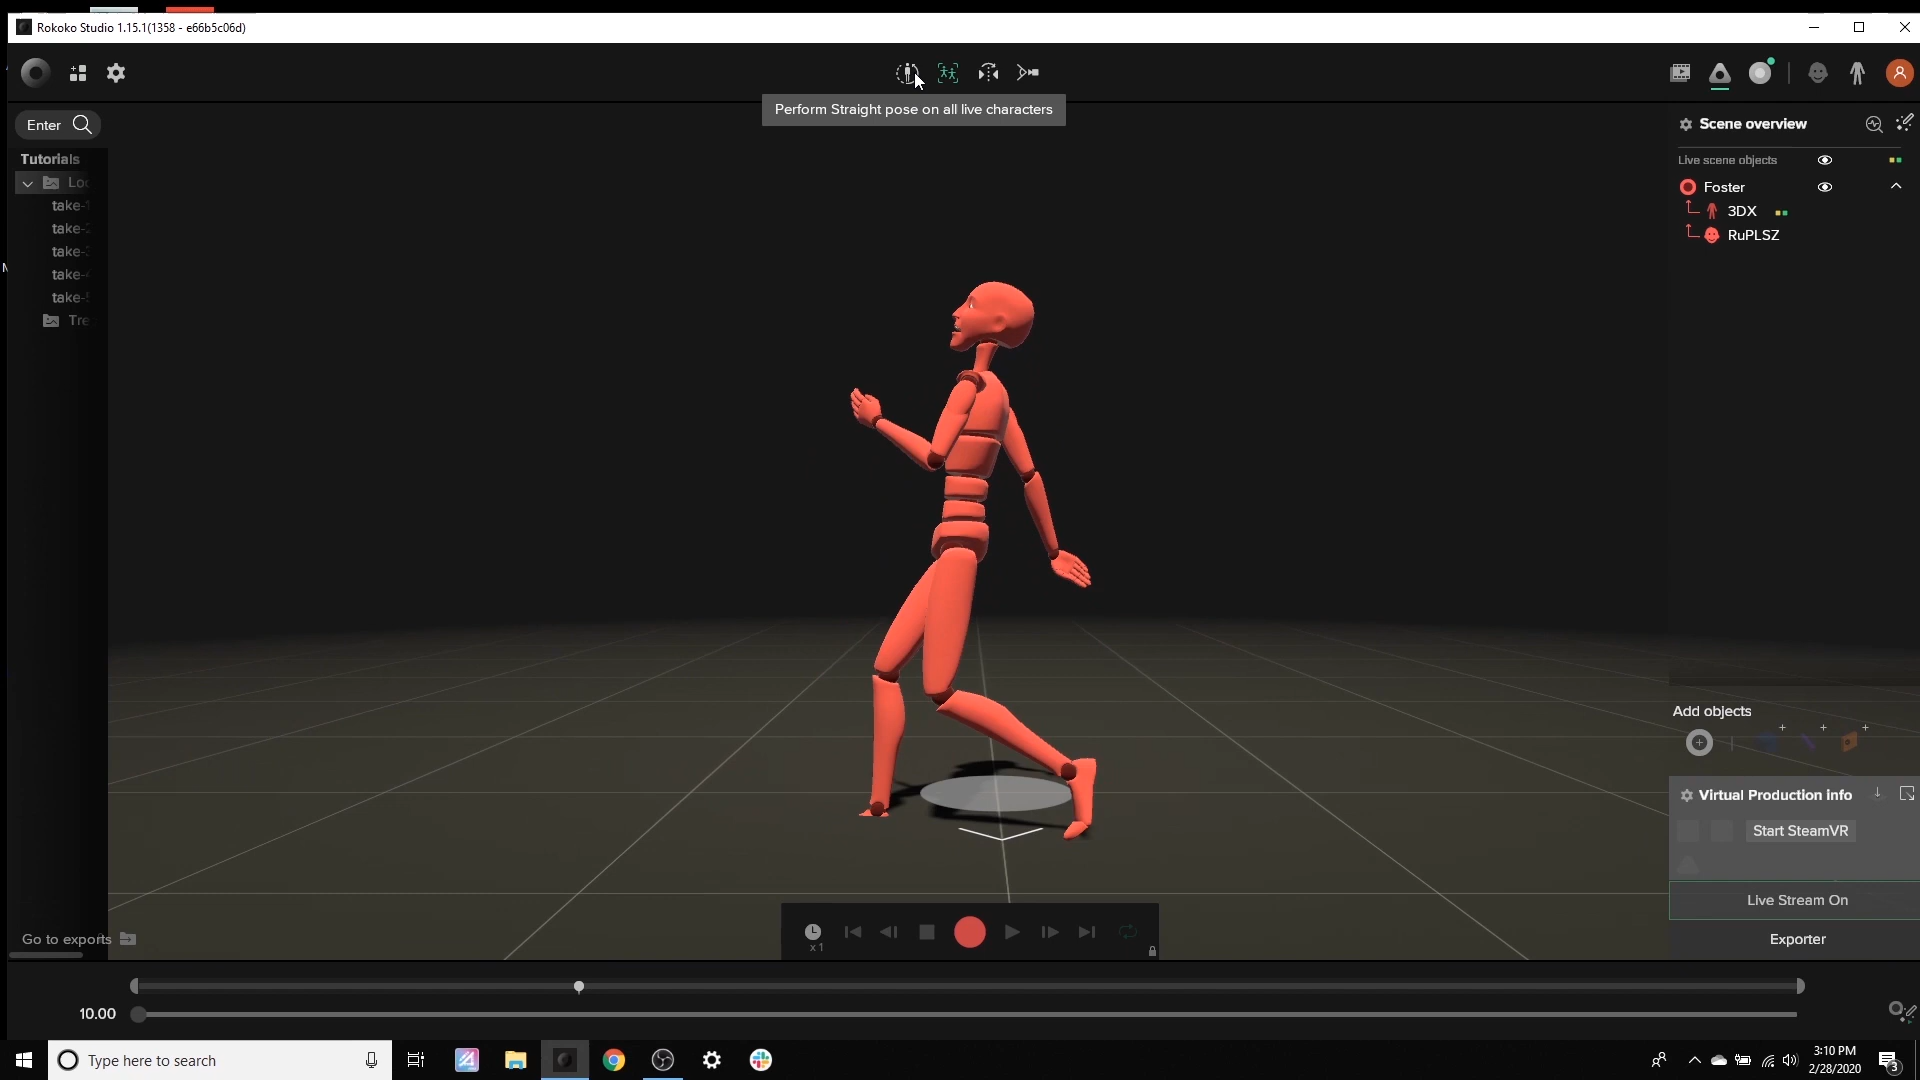 Rokoko Studio 1.15.1(1358 - e66b5c06d)
Perform Straight pose on all live characters
Enter
Tutorials
take-
take-
take-
take-
take-
Go to exports
Scene overview
Live scene objects
Foster
3DX
RuPLSZ
Add objects
Virtual Production info
Start SteamVR
Live Stream On
Exporter
x1
10.00
Type here to search
3:10 PM
2/28/2020
3